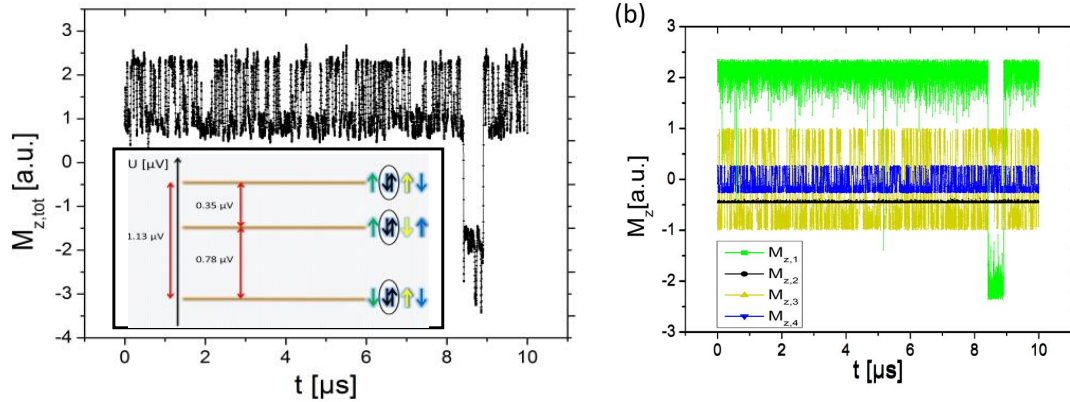 3
2
1
0
-1
-2
-3
-4
M_z,tot [a.u.]
U [µV]
0.35 µV
1.13 µV
0.78 µV
0
2
4
6
8
10
t [µs]
(b)
3
2
0
-2
-3
M_z [a.u.]
M_z,1
M_z,2
M_z,3
M_z,4
0
2
4
6
8
10
t [µs]